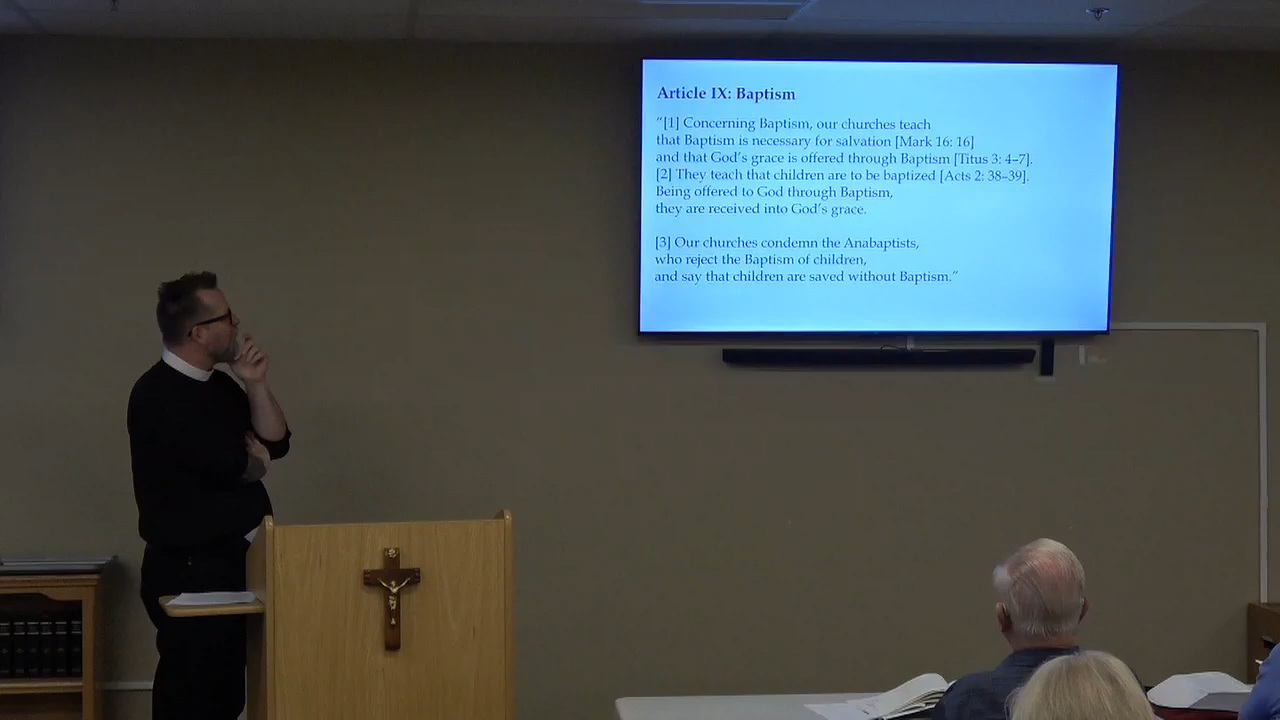 Article IX: Baptism
"[1] Concerning Baptism, our churches teach
that Baptism is necessary for salvation [Mark 16: 16]
and that God's grace is offered through Baptism [Titus 3: 4–7].
[2] They teach that children are to be baptized [Acts 2: 38–39].
Being offered to God through Baptism,
they are received into God's grace.
[3] Our churches condemn the Anabaptists,
who reject the Baptism of children,
and say that children are saved without Baptism."